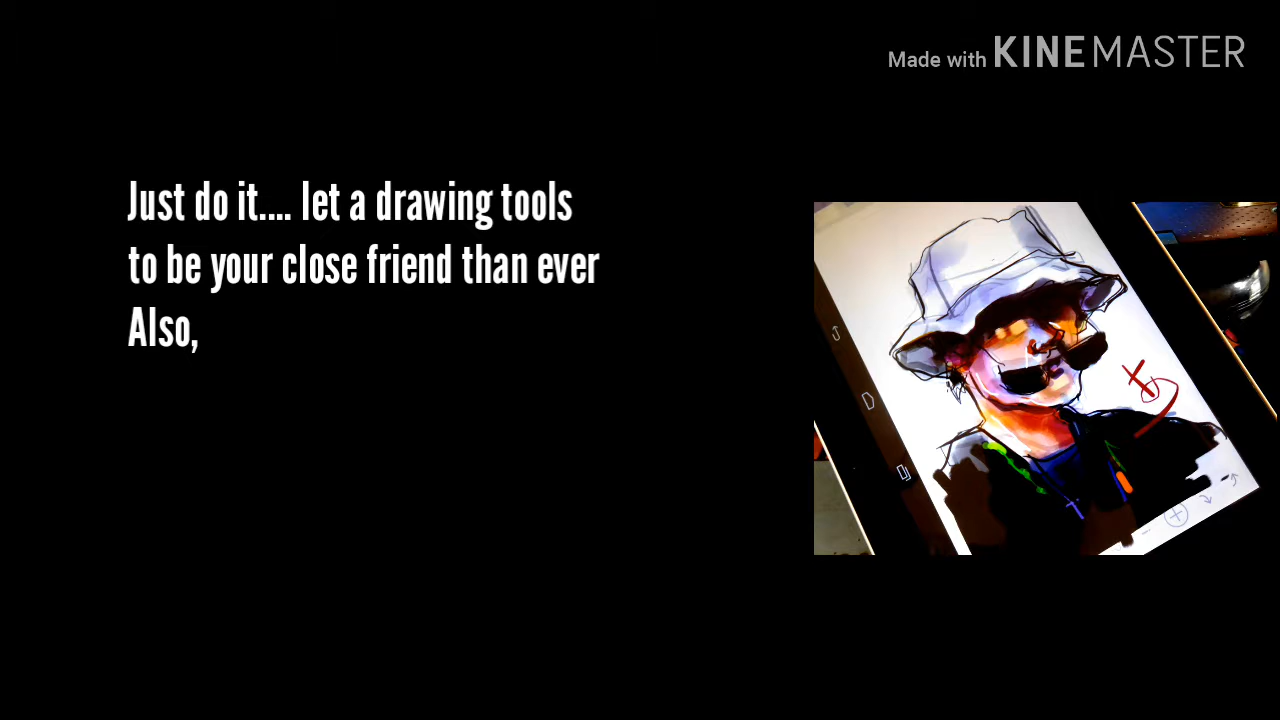 Made with KINEMASTER
Just do it.... let a drawing tools
to be your close friend than ever
Also,